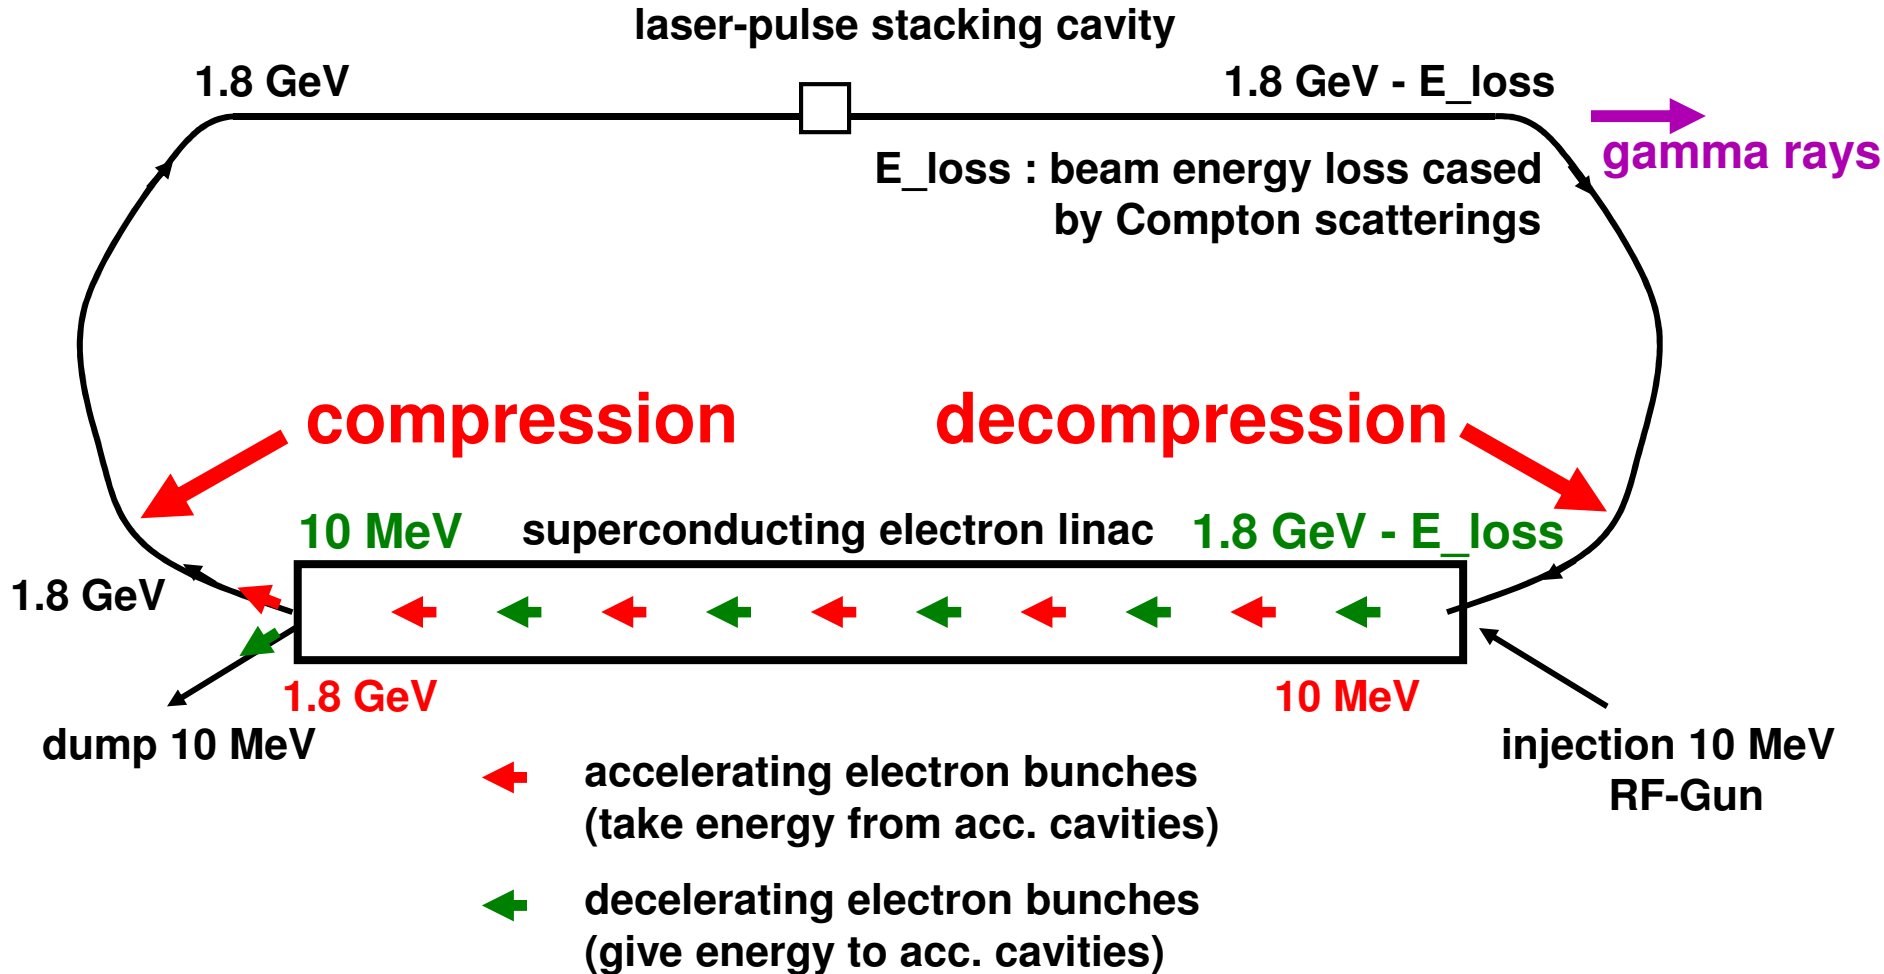 laser-pulse stacking cavity
1.8 GeV
1.8 GeV - E_loss
gamma rays
E_loss : beam energy loss cased
by Compton scatterings
compression
decompression
10 MeV
superconducting electron linac
1.8 GeV - E_loss
1.8 GeV
1.8 GeV
10 MeV
dump 10 MeV
injection 10 MeV
RF-Gun
accelerating electron bunches
(take energy from acc. cavities)
decelerating electron bunches
(give energy to acc. cavities)